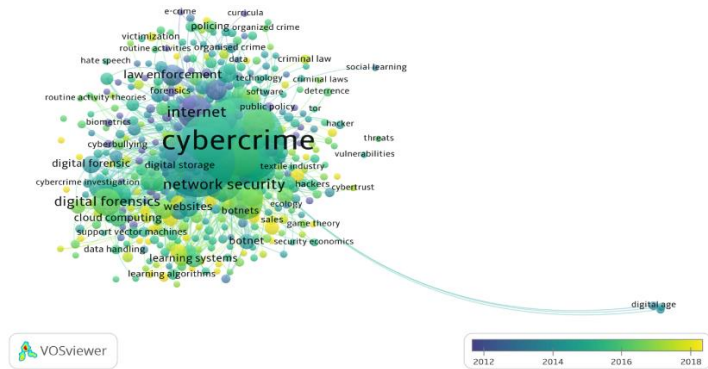 e-crime
curricula
policing
organized crime
victimization
routine activities
organised crime
hate speech
data
criminal law
law enforcement
technology
criminal laws
social learning
forensics
software
deterrence
routine activity theories
internet
public policy
tor
biometrics
hacker
cyberbullying
cybercrime
threats
vulnerabilities
digital forensic
digital storage
textile industry
cybercrime investigation
network security
hackers
cybertrust
digital forensics
websites
ecology
cloud computing
botnets
sales
game theory
support vector machines
botnet
security economics
data handling
learning systems
learning algorithms
digital age
VOSviewer
2012 2014 2016 2018